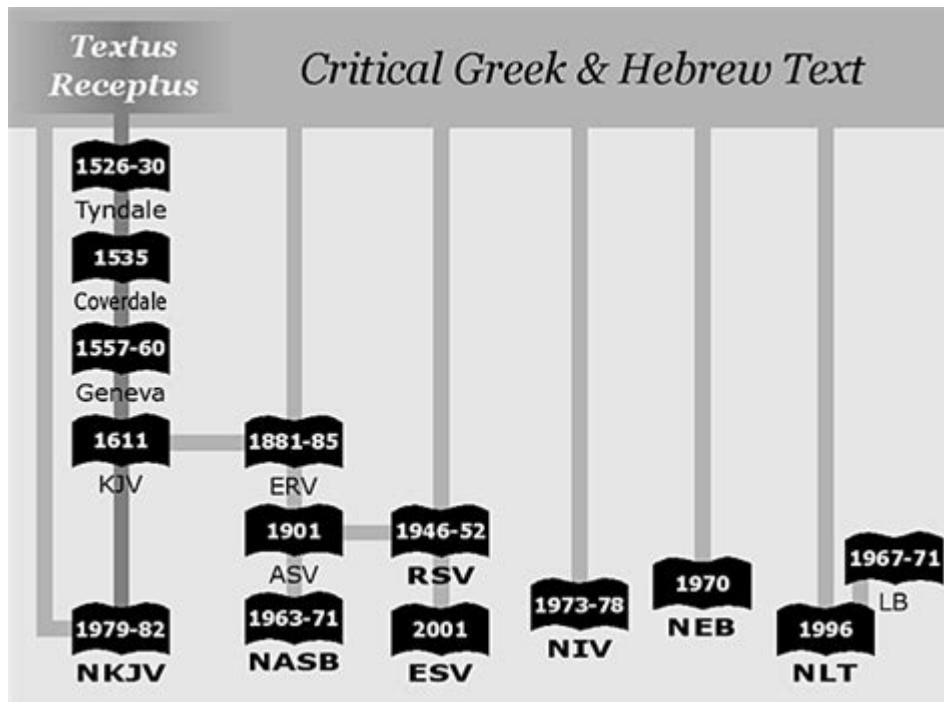 Textus
Receptus
Critical Greek & Hebrew Text
1526-30
Tyndale
1535
Coverdale
1557-60
Geneva
1611
KJV
1881-85
ERV
1901
ASV
1946-52
RSV
1979-82
NKJV
1963-71
NASB
2001
ESV
1973-78
NIV
1970
NEB
1967-71
LB
1996
NLT